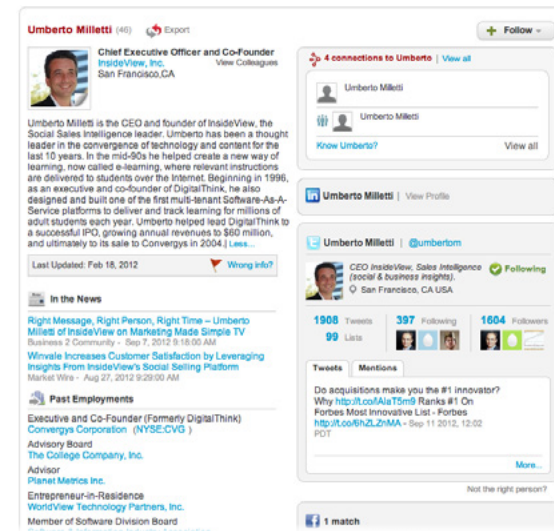 Umberto Milletti (46) Export
+ Follow
Chief Executive Officer and Co-Founder
InsideView, Inc. View Colleagues
San Francisco,CA
Umberto Milletti is the CEO and founder of InsideView, the
Social Sales Intelligence leader. Umberto has been a thought
leader in the convergence of technology and content for the
last 10 years. In the mid-90s he helped create a new way of
learning, now called e-learning, where relevant instructions
are delivered to students over the Internet. Beginning in 1996,
as an executive and co-founder of DigitalThink, he also
designed and built one of the first multi-tenant Software-As-A-
Service platforms to deliver and track learning for millions of
adult students each year. Umberto helped lead DigitalThink to
a successful IPO, growing annual revenues to $60 million,
and ultimately to its sale to Convergys in 2004.| Less...
Last Updated: Feb 18, 2012 Wrong info?
In the News
Right Message, Right Person, Right Time – Umberto
Milletti of InsideView on Marketing Made Simple TV
Business 2 Community - Sep 7, 2012 9:18:00 AM
Winvale Increases Customer Satisfaction by Leveraging
Insights From InsideView's Social Selling Platform
Market Wire - Aug 27, 2012 9:29:00 AM
Past Employments
Executive and Co-Founder (Formerly DigitalThink)
Convergys Corporation (NYSE:CVG )
Advisory Board
The College Company, Inc.
Advisor
Planet Metrics Inc.
Entrepreneur-in-Residence
WorldView Technology Partners, Inc.
Member of Software Division Board
4 connections to Umberto | View all
Umberto Milletti
Umberto Milletti
Know Umberto? View all
in Umberto Milletti | View Profile
Umberto Milletti | @umbertom
CEO InsideView, Sales Intelligence
(social & business insights).
Following
San Francisco, CA USA
1908 Tweets 397 Following 1604 Followers
99 Lists
Tweets Mentions
Do acquisitions make you the #1 innovator?
Why http://t.co/lAlaT5m9 Ranks #1 On
Forbes Most Innovative List - Forbes
http://t.co/6hZLZnMA - Sep 11 2012, 12:02
PDT
More...
Not the right person?
f 1 match